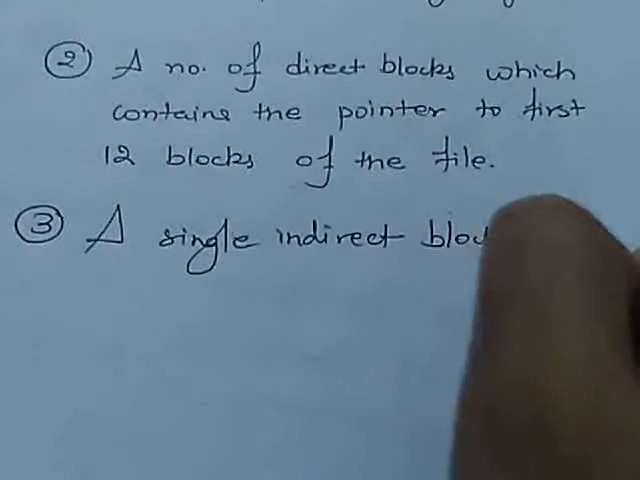 ② A no. of direct blocks which
contains the pointer to first
12 blocks of the file.
③ A single indirect